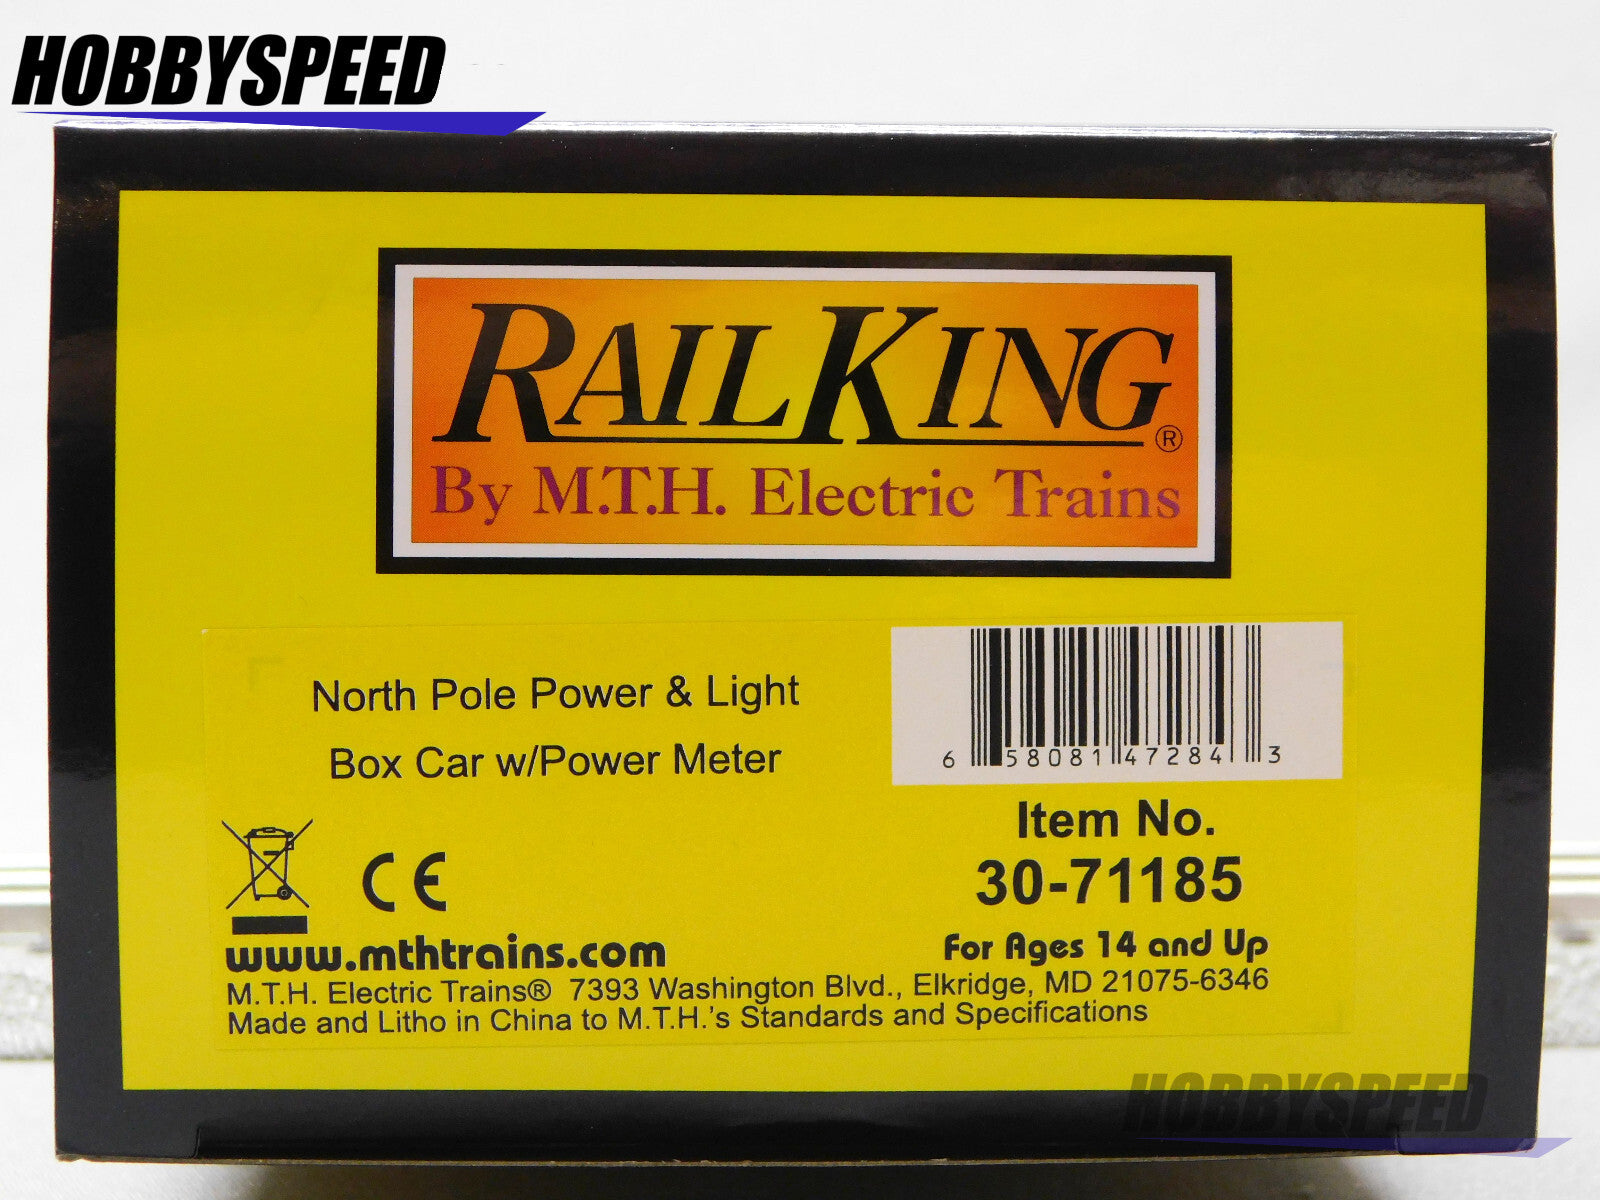 HOBBYSPEED
RAILKING®
By M.T.H. Electric Trains
North Pole Power & Light
Box Car w/Power Meter
6 58081 47284 3
Item No.
30-71185
CE
For Ages 14 and Up
www.mthtrains.com
M.T.H. Electric Trains® 7393 Washington Blvd., Elkridge, MD 21075-6346
Made and Litho in China to M.T.H.'s Standards and Specifications
HOBBYSPEED